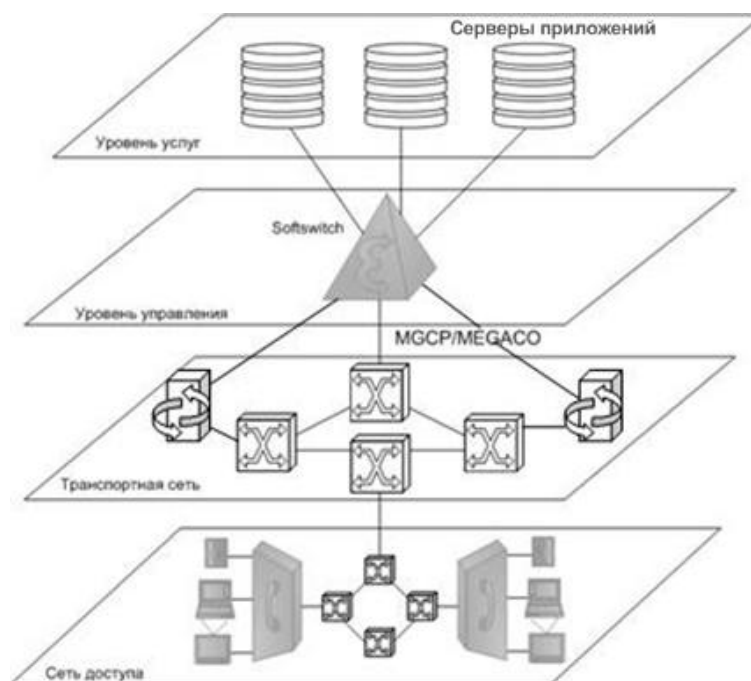 Серверы приложений
Уровень услуг
Softswitch
Уровень управления
MGCP/MEGACO
Транспортная сеть
Сеть доступа